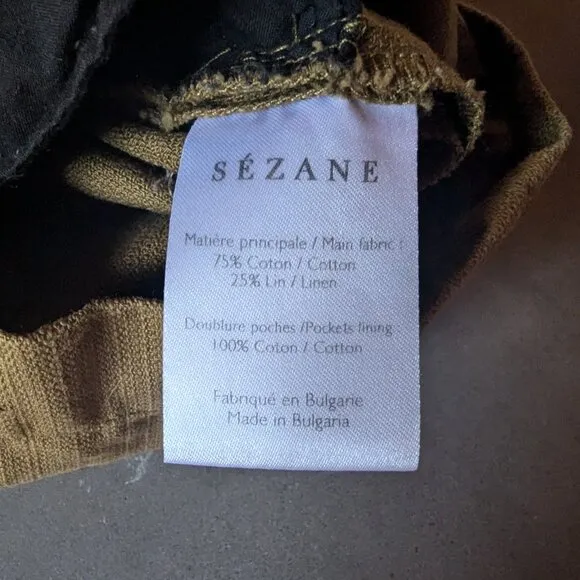 SÉZANE
Matière principale / Main fabric :
75% Coton / Cotton
25% Lin / Linen
Doublure poches /Pockets lining
100% Coton / Cotton
Fabriqué en Bulgarie
Made in Bulgaria